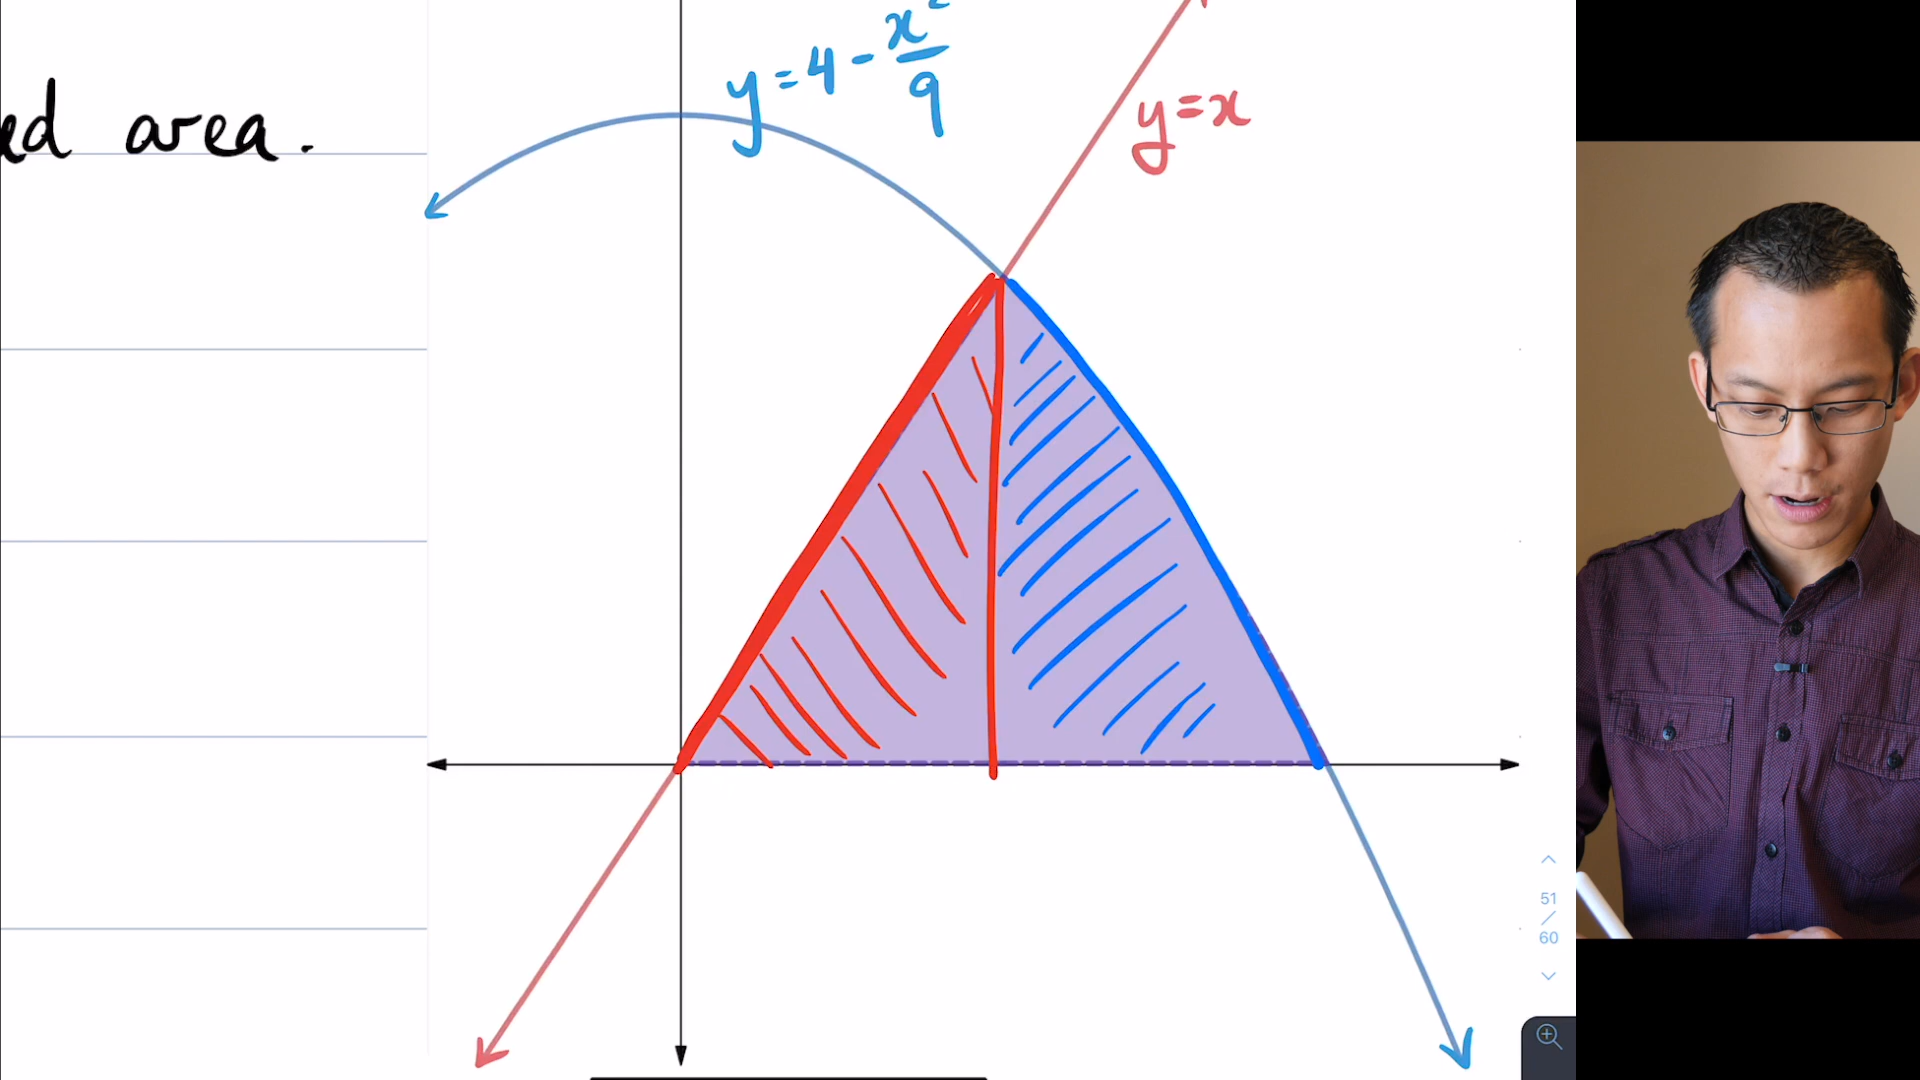 y = 4 - x²/9
y = x
ed area.
51
/
60